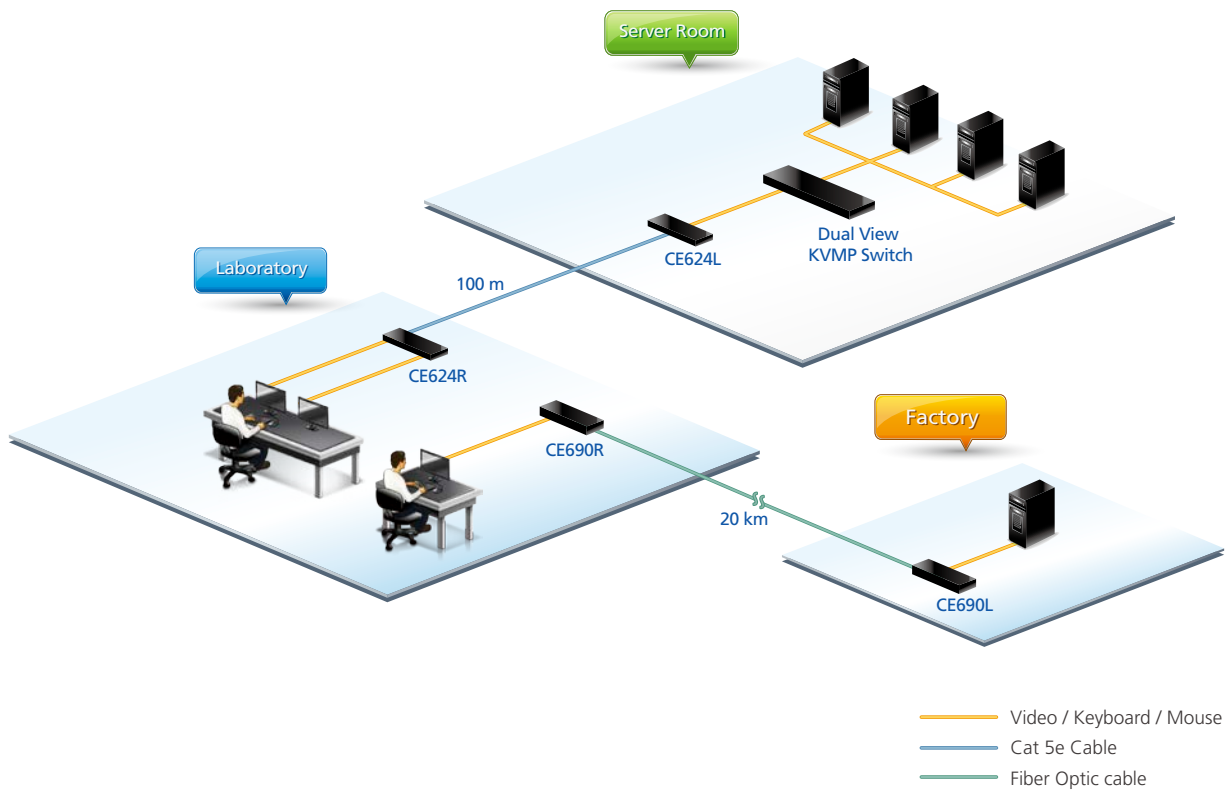 Server Room
Dual View
KVMP Switch
CE624L
Laboratory
100 m
CE624R
CE690R
Factory
20 km
CE690L
Video / Keyboard / Mouse
Cat 5e Cable
Fiber Optic cable